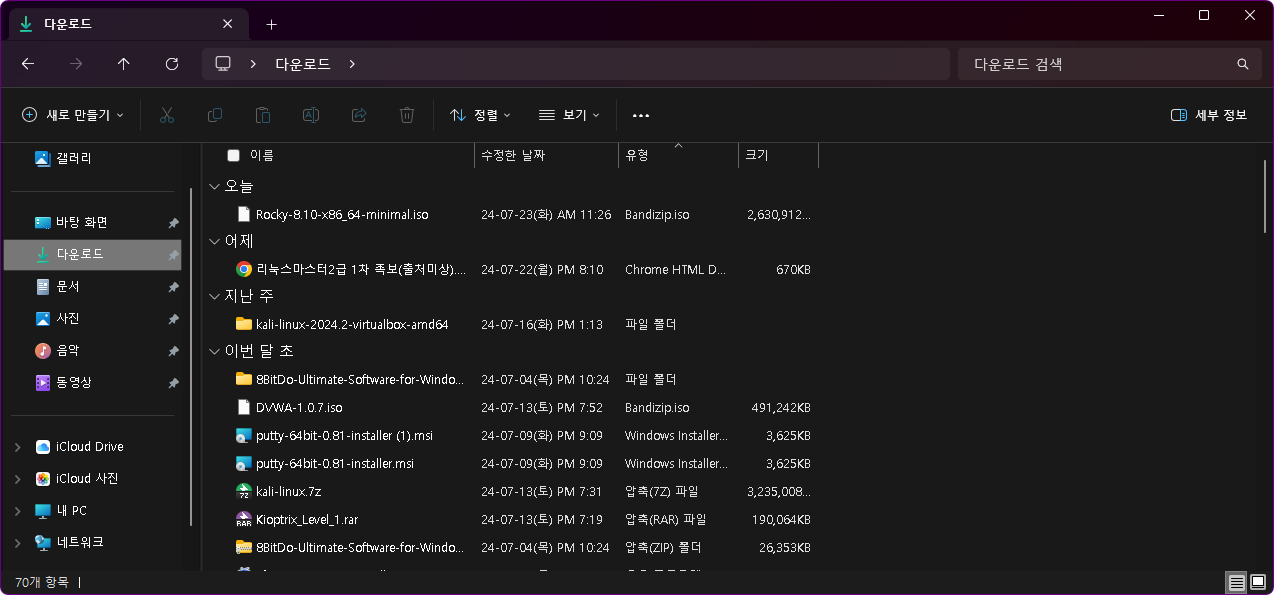 다운로드
다운로드
다운로드 검색
새로 만들기
정렬
보기
세부 정보
갤러리
바탕 화면
다운로드
문서
사진
음악
동영상
iCloud Drive
iCloud 사진
내 PC
네트워크
이름 수정한 날짜 유형 크기
오늘
Rocky-8.10-x86_64-minimal.iso 24-07-23(화) AM 11:26 Bandizip.iso 2,630,912...
어제
리눅스마스터2급 1차 족보(출처미상).... 24-07-22(월) PM 8:10 Chrome HTML D... 670KB
지난 주
kali-linux-2024.2-virtualbox-amd64 24-07-16(화) PM 1:13 파일 폴더
이번 달 초
8BitDo-Ultimate-Software-for-Windo... 24-07-04(목) PM 10:24 파일 폴더
DVWA-1.0.7.iso 24-07-13(토) PM 7:52 Bandizip.iso 491,242KB
putty-64bit-0.81-installer (1).msi 24-07-09(화) PM 9:09 Windows Installer... 3,625KB
putty-64bit-0.81-installer.msi 24-07-09(화) PM 9:09 Windows Installer... 3,625KB
kali-linux.7z 24-07-13(토) PM 7:31 압축(7Z) 파일 3,235,008...
Kioptrix_Level_1.rar 24-07-13(토) PM 7:19 압축(RAR) 파일 190,064KB
8BitDo-Ultimate-Software-for-Windo... 24-07-04(목) PM 10:24 압축(ZIP) 폴더 26,353KB
70개 항목